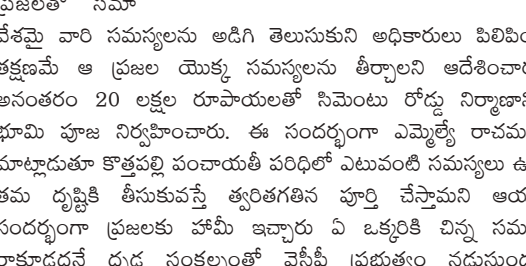 ప్రజలతో సమా
వేశమై వారి సమస్యలను అడిగి తెలుసుకుని అధికారులు పిలిపిం
తక్షణమే ఆ ప్రజల యొక్క సమస్యలను తీర్చాలని ఆదేశించా
అనంతరం 20 లక్షల రూపాయలతో సిమెంటు రోడ్డు నిర్మాణా
భూమి పూజ నిర్వహించారు. ఈ సందర్భంగా ఎమ్మెల్యే రాచమ
మాట్లాడుతూ కొత్తపల్లి పంచాయతీ పరిధిలో ఎటువంటి సమస్యలు ఉ
తమ దృష్టికి తీసుకువస్తే త్వరితగతిన పూర్తి చేస్తామని ఆయ
సందర్భంగా ప్రజలకు హామీ ఇచ్చారు ఏ ఒక్కరికి చిన్న సమ
రాకూడదనే దృఢ సంకల్పంతో వైసీపీ ప్రభుత్వం నడుస్తుం